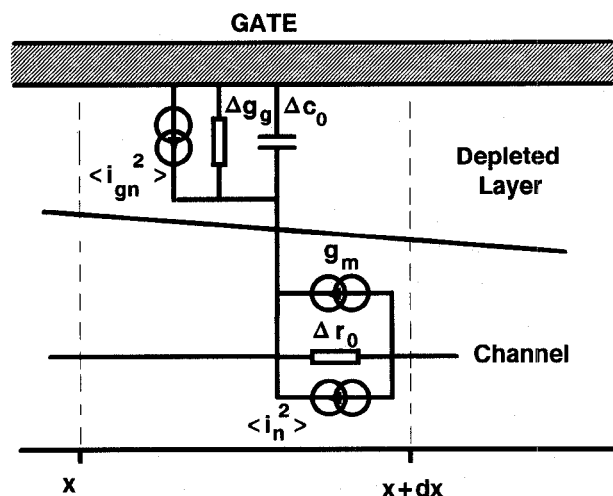 GATE
Δg_g Δc_0
<i_gn^2>
Depleted
Layer
g_m
Δr_0
Channel
<i_n^2>
x x+dx